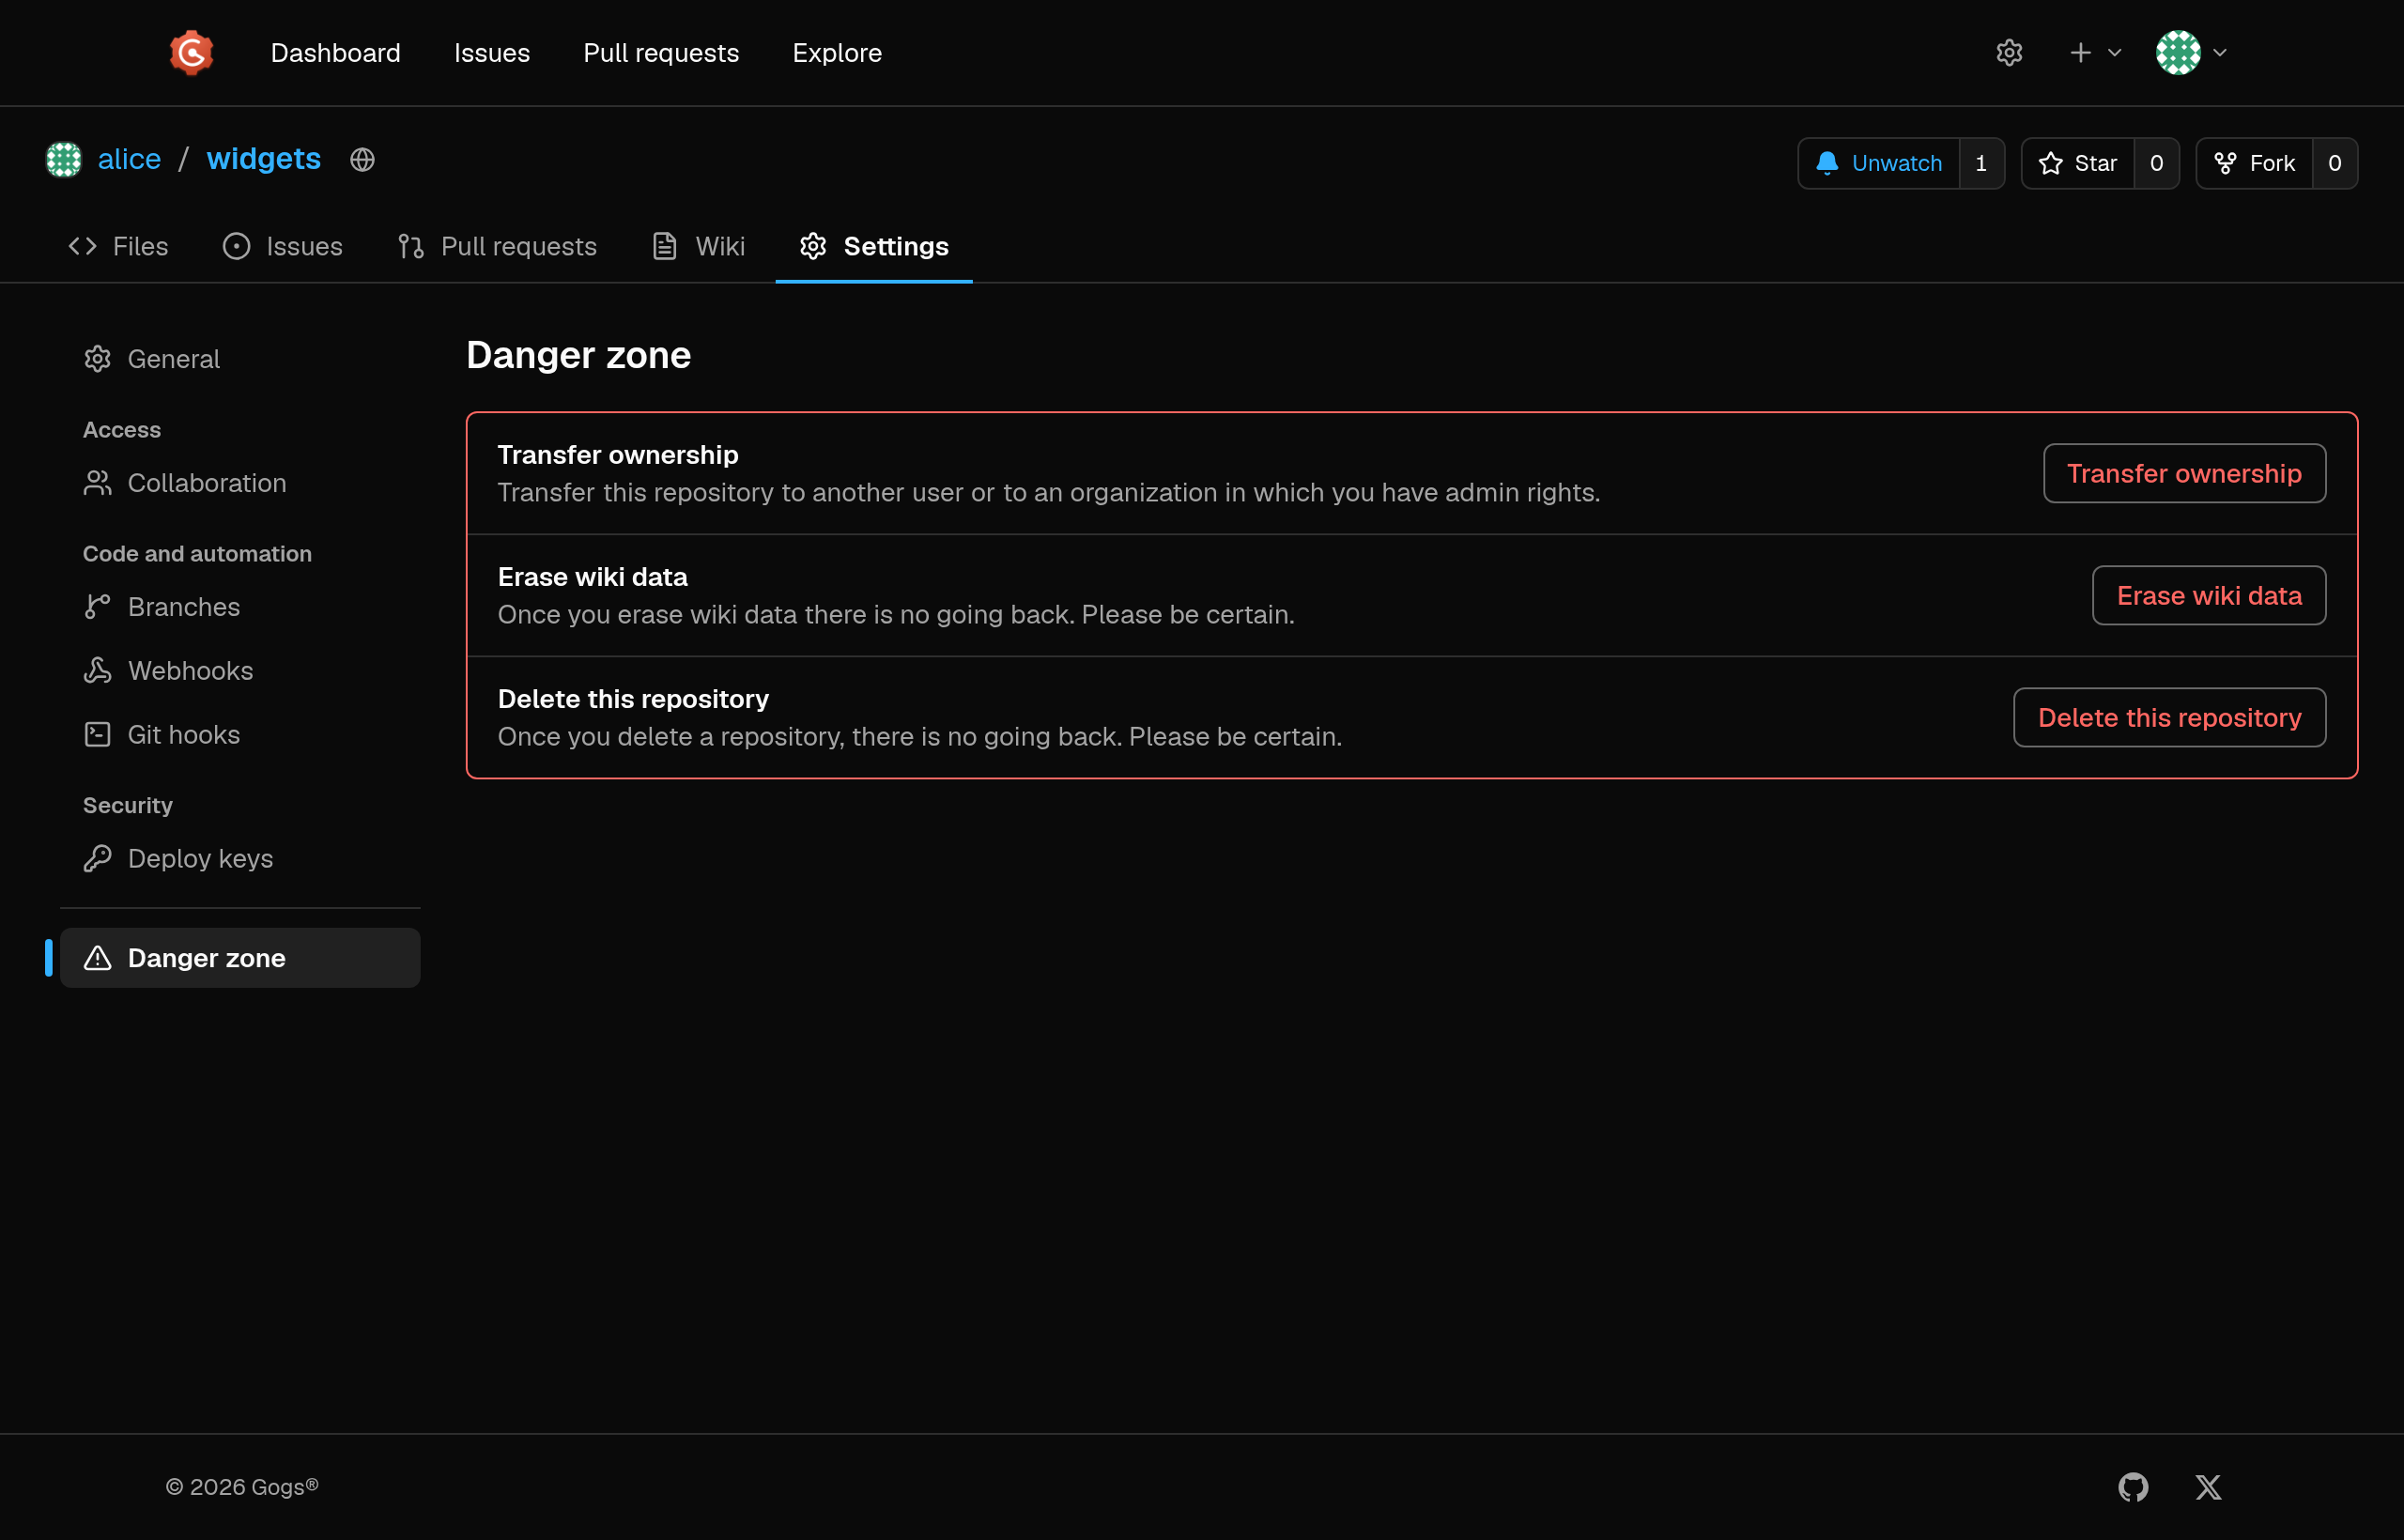 Dashboard Issues Pull requests Explore
alice / widgets
Unwatch 1 Star 0 Fork 0
Files Issues Pull requests Wiki Settings
General
Access
Collaboration
Code and automation
Branches
Webhooks
Git hooks
Security
Deploy keys
Danger zone
Danger zone
Transfer ownership
Transfer this repository to another user or to an organization in which you have admin rights.
Transfer ownership
Erase wiki data
Once you erase wiki data there is no going back. Please be certain.
Erase wiki data
Delete this repository
Once you delete a repository, there is no going back. Please be certain.
Delete this repository
© 2026 Gogs®